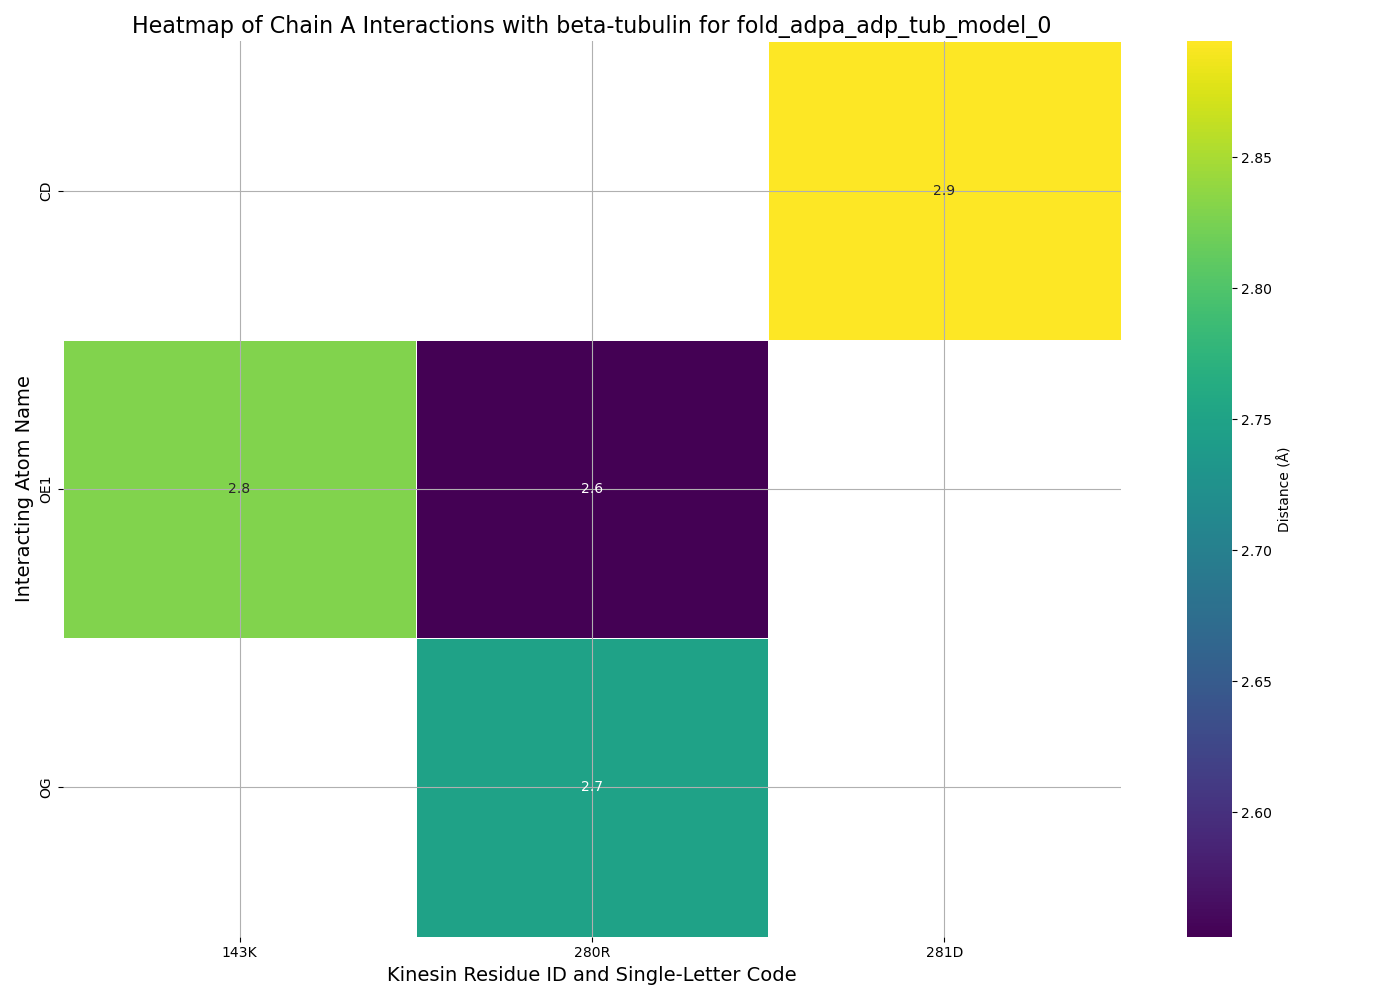 Heatmap of Chain A Interactions with beta-tubulin for fold_adpa_adp_tub_model_0
Interacting Atom Name
CD
OE1
OG
2.9
2.8
2.6
2.7
143K
280R
281D
Kinesin Residue ID and Single-Letter Code
2.85
2.80
2.75
2.70
2.65
2.60
Distance (Å)